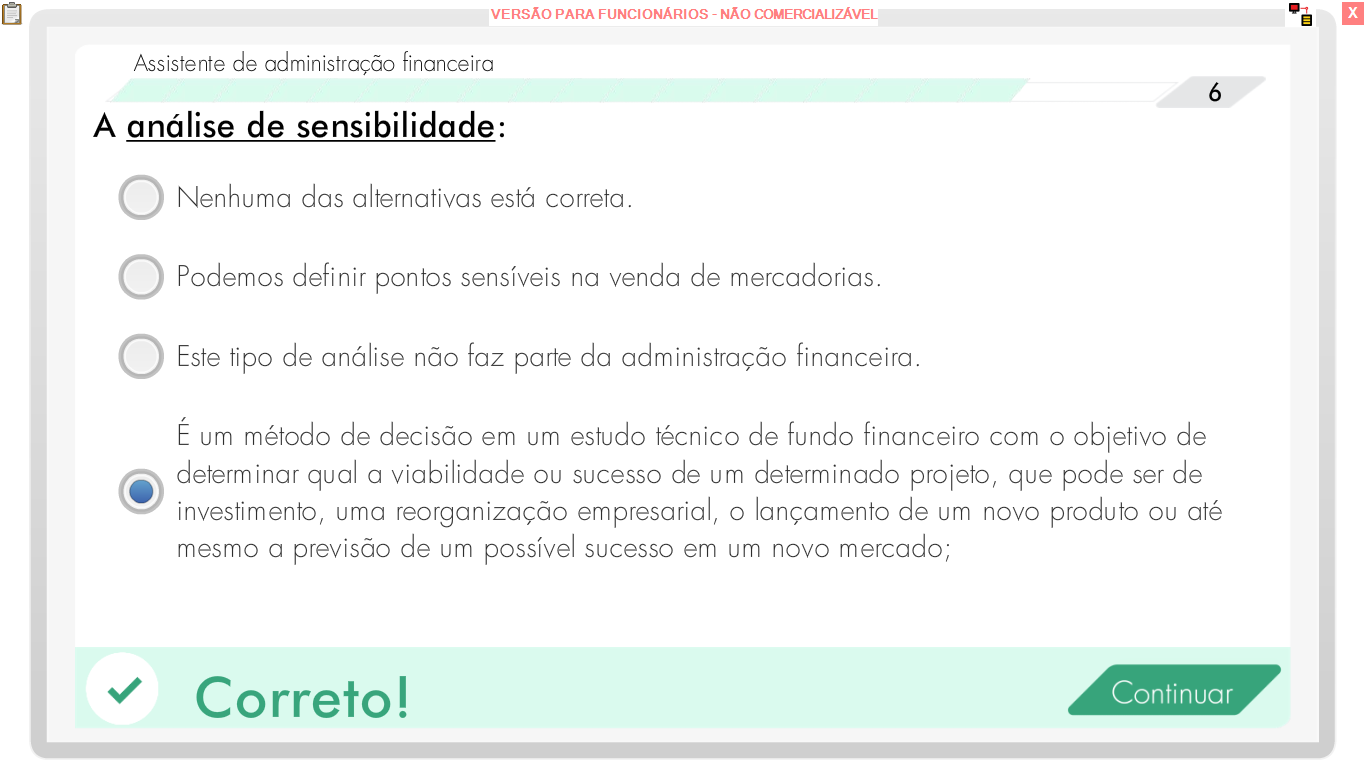 VERSÃO PARA FUNCIONÁRIOS - NÃO COMERCIALIZÁVEL
X
Assistente de administração financeira
6
A análise de sensibilidade:
Nenhuma das alternativas está correta.
Podemos definir pontos sensíveis na venda de mercadorias.
Este tipo de análise não faz parte da administração financeira.
É um método de decisão em um estudo técnico de fundo financeiro com o objetivo de
determinar qual a viabilidade ou sucesso de um determinado projeto, que pode ser de
investimento, uma reorganização empresarial, o lançamento de um novo produto ou até
mesmo a previsão de um possível sucesso em um novo mercado;
Correto!
Continuar